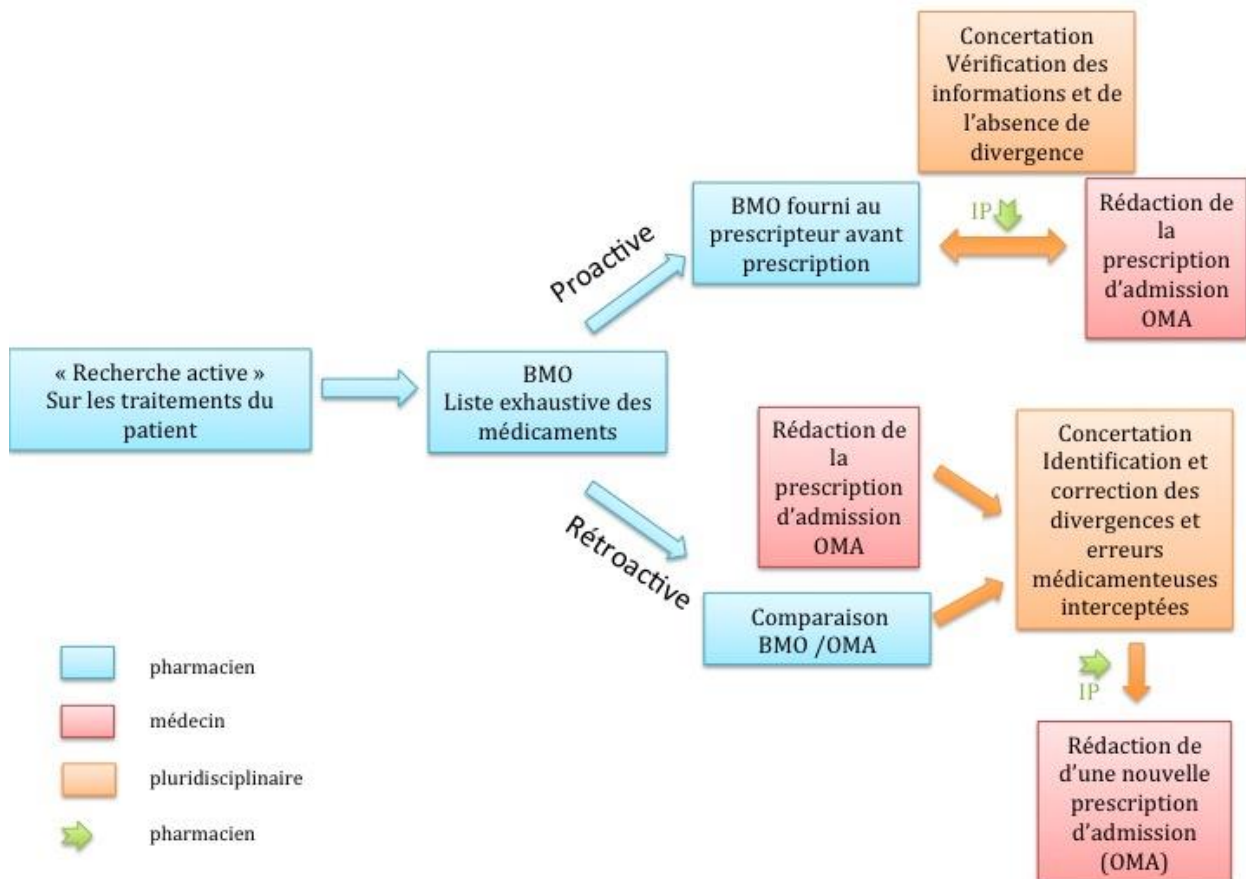 Concertation
Vérification des
informations et de
l'absence de
divergence
BMO fourni au
prescripteur avant
prescription
IP
Rédaction de
la
prescription
d'admission
OMA
Proactive
« Recherche active »
Sur les traitements du
patient
BMO
Liste exhaustive des
médicaments
Rétroactive
Rédaction de
la
prescription
d'admission
OMA
Comparaison
BMO /OMA
Concertation
Identification et
correction des
divergences et
erreurs
médicamenteuses
interceptées
IP
Rédaction de
d'une nouvelle
prescription
d'admission
(OMA)
pharmacien
médecin
pluridisciplinaire
pharmacien